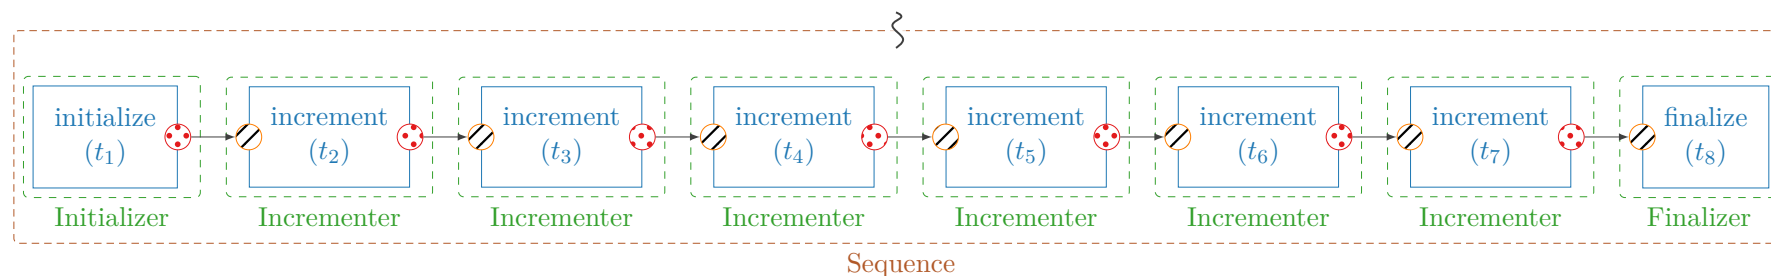 initialize
(t₁)
Initializer
increment
(t₂)
Incrementer
increment
(t₃)
Incrementer
increment
(t₄)
Incrementer
increment
(t₅)
Incrementer
increment
(t₆)
Incrementer
increment
(t₇)
Incrementer
finalize
(t₈)
Finalizer
Sequence